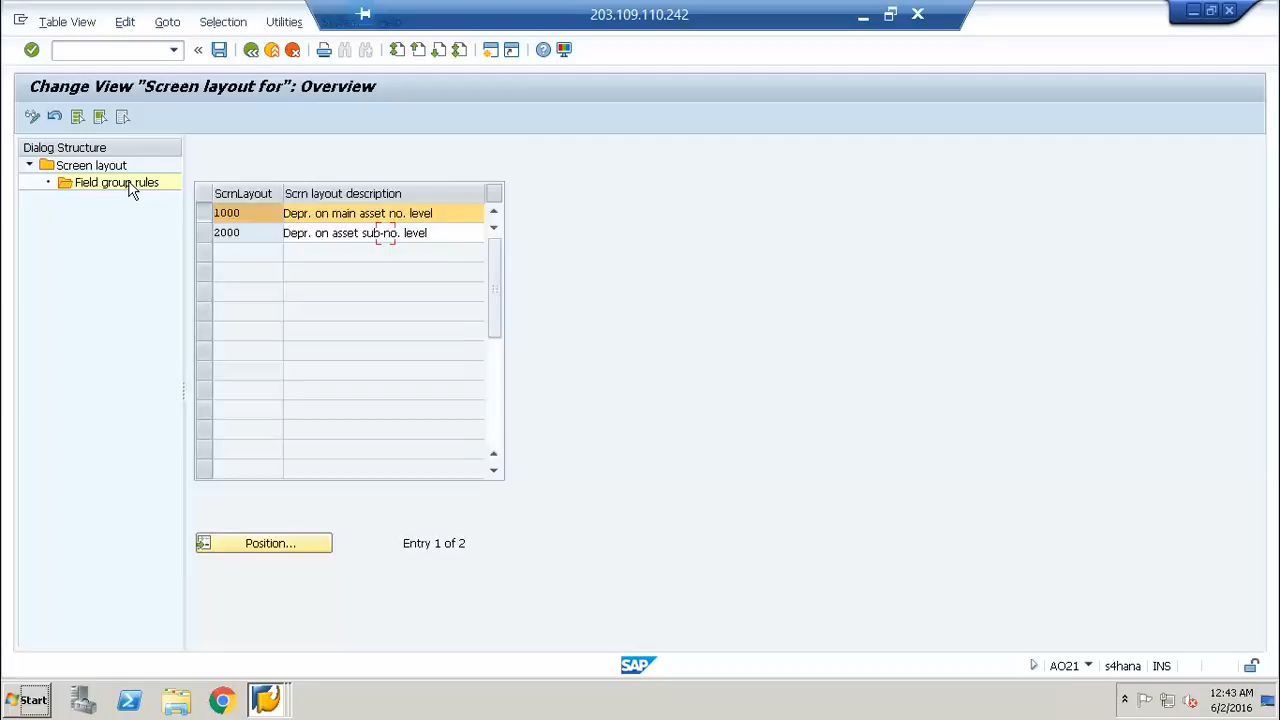 203.109.110.242
Table View Edit Goto Selection Utilities
Change View "Screen layout for": Overview
Dialog Structure
Screen layout
Field group rules
ScrnLayout Scrn layout description
1000 Depr. on main asset no. level
2000 Depr. on asset sub-no. level
Position... Entry 1 of 2
SAP AO21 s4hana INS
Start
12:43 AM
6/2/2016